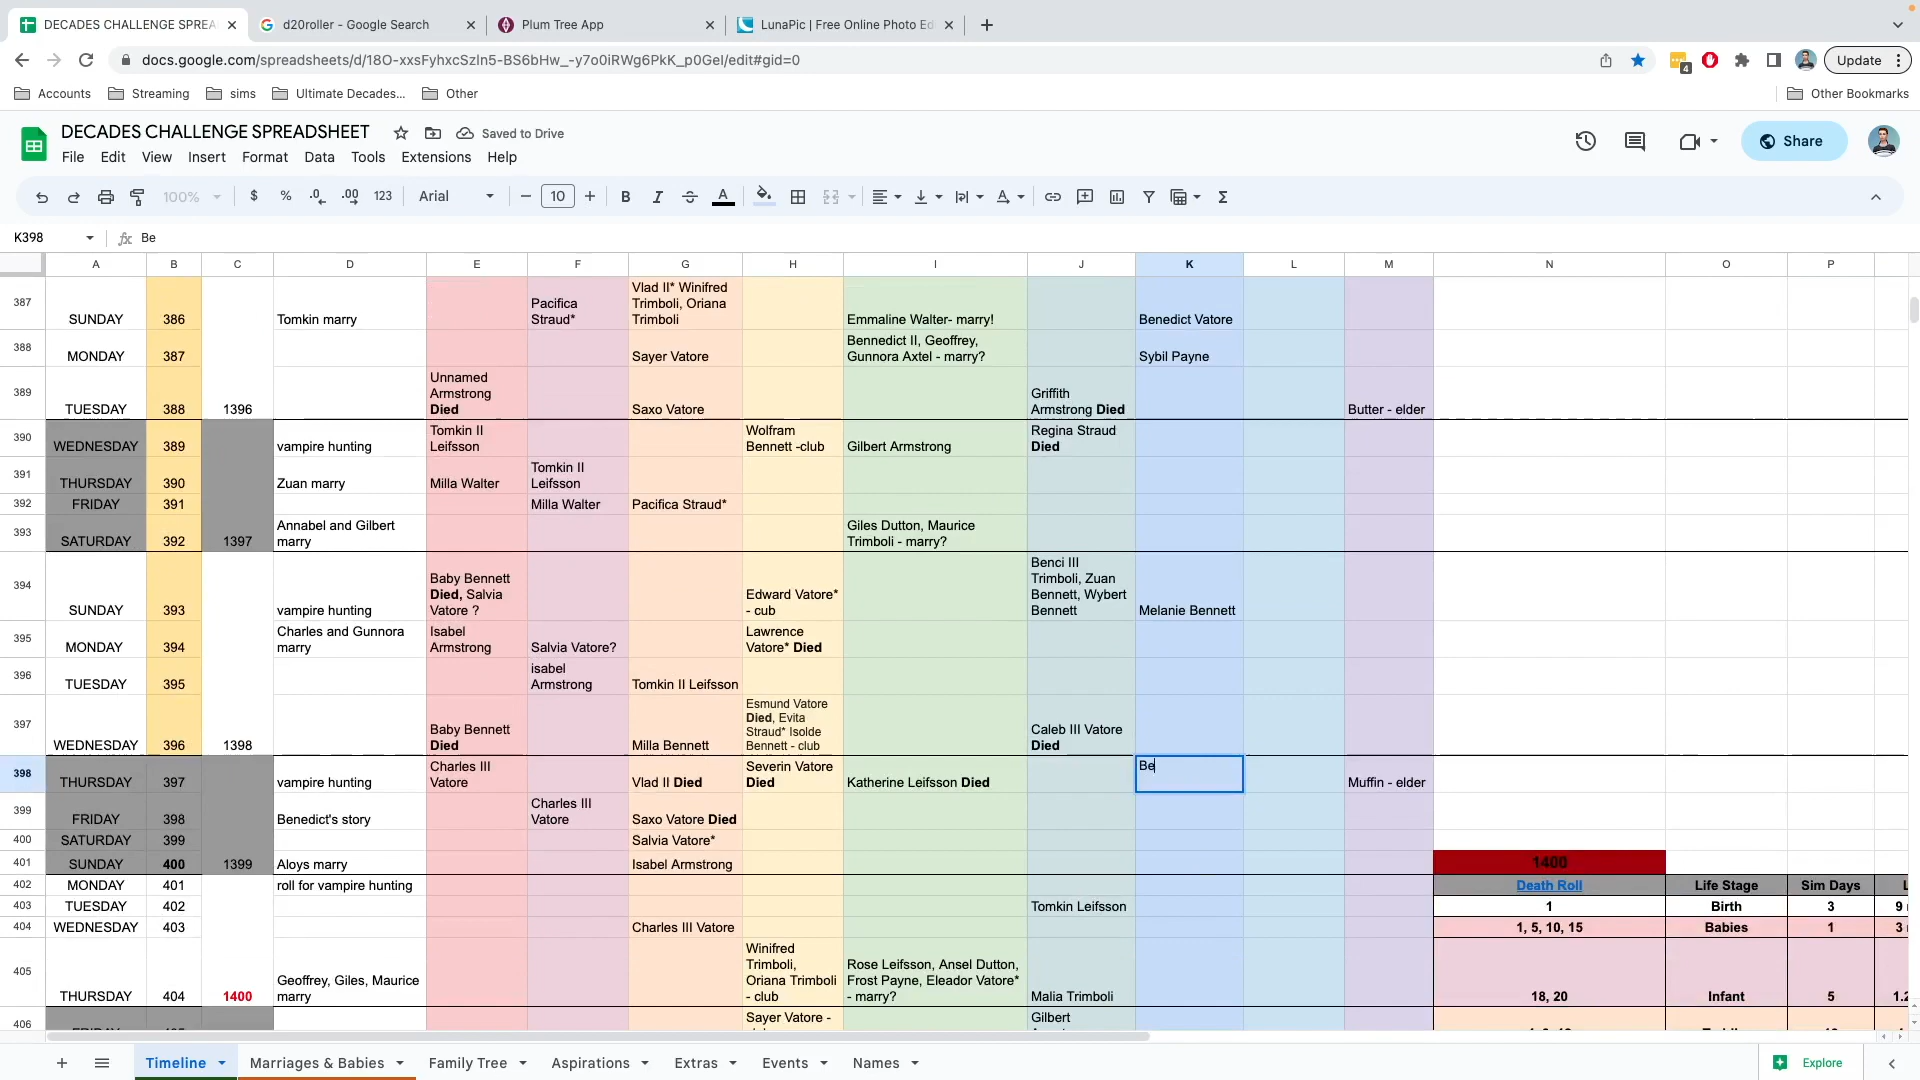 DECADES CHALLENGE SPREA
d20roller - Google Search
Plum Tree App
LunaPic | Free Online Photo Ed
docs.google.com/spreadsheets/d/18O-xxsFyhxcSzIn5-BS6bHw_-y7o0iRWg6PkK_p0GeI/edit#gid=0
4
Update
Accounts
Streaming
sims
Ultimate Decades...
Other
Other Bookmarks
DECADES CHALLENGE SPREADSHEET
Saved to Drive
File Edit View Insert Format Data Tools Extensions Help
Share
100% $ % .0 .00 123 Arial 10 B I S A
K398 fx Be
A B C D E F G H I J K L M N O P
387 SUNDAY 386 Tomkin marry
Pacifica
Straud*
Vlad II* Winifred
Trimboli, Oriana
Trimboli
Emmaline Walter- marry!
Benedict Vatore
388 MONDAY 387
Sayer Vatore
Bennedict II, Geoffrey,
Gunnora Axtel - marry?
Sybil Payne
389 TUESDAY 388 1396
Unnamed
Armstrong
Died
Saxo Vatore
Griffith
Armstrong Died
Butter - elder
390 WEDNESDAY 389 vampire hunting
Tomkin II
Leifsson
Wolfram
Bennett -club
Gilbert Armstrong
Regina Straud
Died
391 THURSDAY 390 Zuan marry
Milla Walter
Tomkin II
Leifsson
392 FRIDAY 391
Milla Walter
Pacifica Straud*
393 SATURDAY 392 1397
Annabel and Gilbert
marry
Giles Dutton, Maurice
Trimboli - marry?
394 SUNDAY 393 vampire hunting
Baby Bennett
Died, Salvia
Vatore ?
Edward Vatore*
- cub
Benci III
Trimboli, Zuan
Bennett, Wybert
Bennett
Melanie Bennett
395 MONDAY 394
Charles and Gunnora
marry
Isabel
Armstrong
Salvia Vatore?
Lawrence
Vatore* Died
396 TUESDAY 395
isabel
Armstrong
Tomkin II Leifsson
397 WEDNESDAY 396 1398
Baby Bennett
Died
Milla Bennett
Esmund Vatore
Died, Evita
Straud* Isolde
Bennett - club
Caleb III Vatore
Died
398 THURSDAY 397 vampire hunting
Charles III
Vatore
Vlad II Died
Severin Vatore
Died
Katherine Leifsson Died
Be
Muffin - elder
399 FRIDAY 398 Benedict's story
Charles III
Vatore
Saxo Vatore Died
400 SATURDAY 399
Salvia Vatore*
401 SUNDAY 400 1399 Aloys marry
Isabel Armstrong
1400
402 MONDAY 401 roll for vampire hunting
Death Roll Life Stage Sim Days L
403 TUESDAY 402
Tomkin Leifsson
1 Birth 3 9
404 WEDNESDAY 403
Charles III Vatore
1, 5, 10, 15 Babies 1 3
405 THURSDAY 404 1400
Geoffrey, Giles, Maurice
marry
Winifred
Trimboli,
Oriana Trimboli
- club
Rose Leifsson, Ansel Dutton,
Frost Payne, Eleador Vatore*
- marry?
Malia Trimboli
18, 20 Infant 5 1.2
406
Sayer Vatore -
Gilbert
Timeline
Marriages & Babies
Family Tree
Aspirations
Extras
Events
Names
Explore